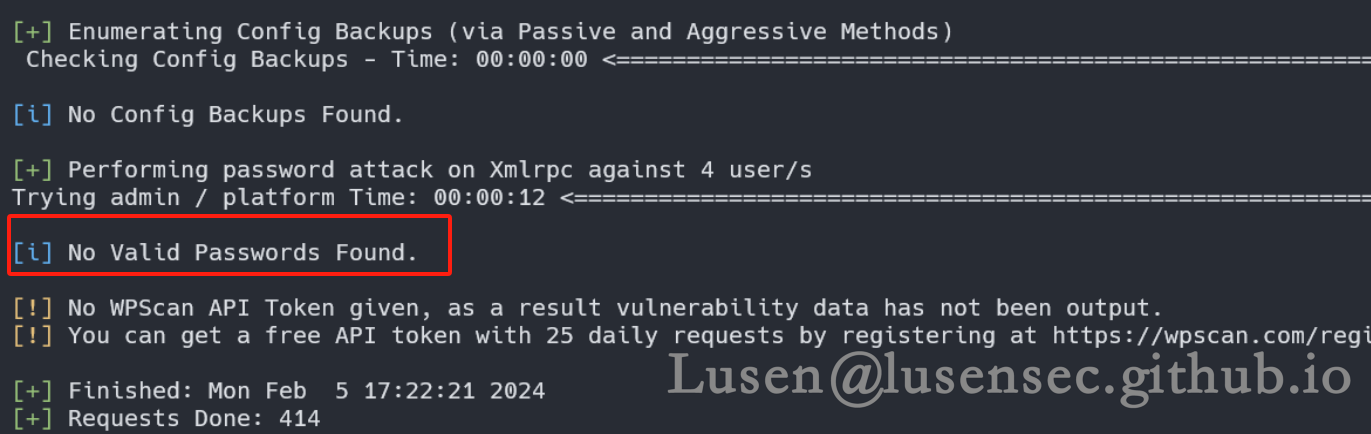 [+] Enumerating Config Backups (via Passive and Aggressive Methods)
 Checking Config Backups - Time: 00:00:00 <======================================================
[i] No Config Backups Found.
[+] Performing password attack on Xmlrpc against 4 user/s
Trying admin / platform Time: 00:00:12 <=========================================================
[i] No Valid Passwords Found.
[!] No WPScan API Token given, as a result vulnerability data has not been output.
[!] You can get a free API token with 25 daily requests by registering at https://wpscan.com/regi
Lusen@lusensec.github.io
[+] Finished: Mon Feb  5 17:22:21 2024
[+] Requests Done: 414